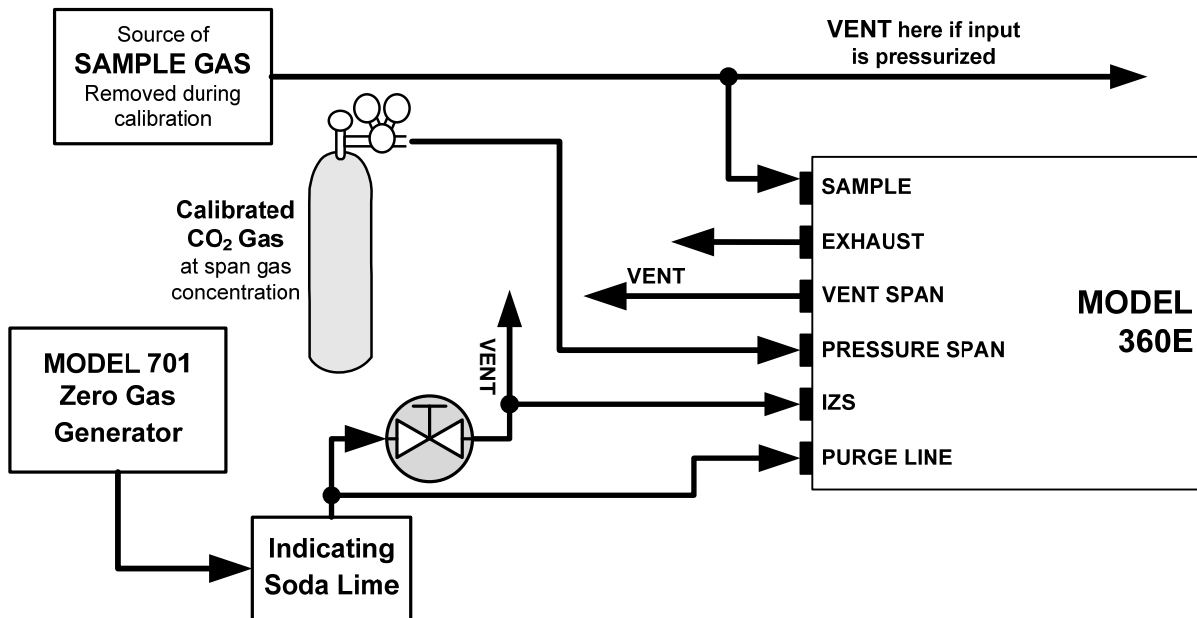 Source of
SAMPLE GAS
Removed during
calibration
VENT here if input
is pressurized
Calibrated
CO₂ Gas
at span gas
concentration
MODEL 701
Zero Gas
Generator
Indicating
Soda Lime
VENT
VENT
SAMPLE
EXHAUST
VENT SPAN
PRESSURE SPAN
IZS
PURGE LINE
MODEL
360E